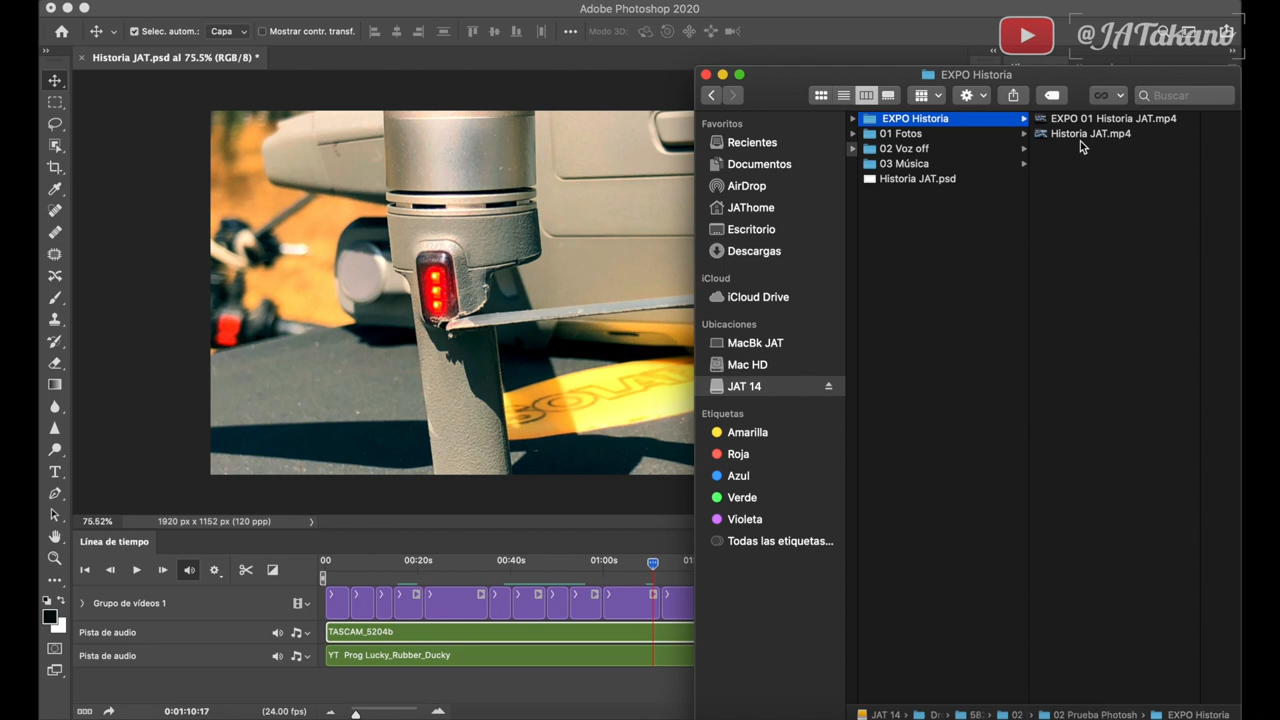 Adobe Photoshop 2020
Selec. autom.: Capa Mostrar contr. transf. Modo 3D:
@JATakano
× Historia JAT.psd al 75.5% (RGB/8) *
EXPO Historia
Buscar
Favoritos
Recientes
Documentos
AirDrop
JAThome
Escritorio
Descargas
iCloud
iCloud Drive
Ubicaciones
MacBk JAT
Mac HD
JAT 14
Etiquetas
Amarilla
Roja
Azul
Verde
Violeta
Todas las etiquetas...
EXPO Historia
01 Fotos
02 Voz off
03 Música
Historia JAT.psd
EXPO 01 Historia JAT.mp4
Historia JAT.mp4
75.52% 1920 px x 1152 px (120 ppp)
Línea de tiempo
00 00:20s 00:40s 01:00s
Grupo de vídeos 1
Pista de audio
TASCAM_5204b
Pista de audio
YT Prog Lucky_Rubber_Ducky
0:01:10:17 (24.00 fps)
JAT 14 › 02 › 02 Prueba Photosh › EXPO Historia